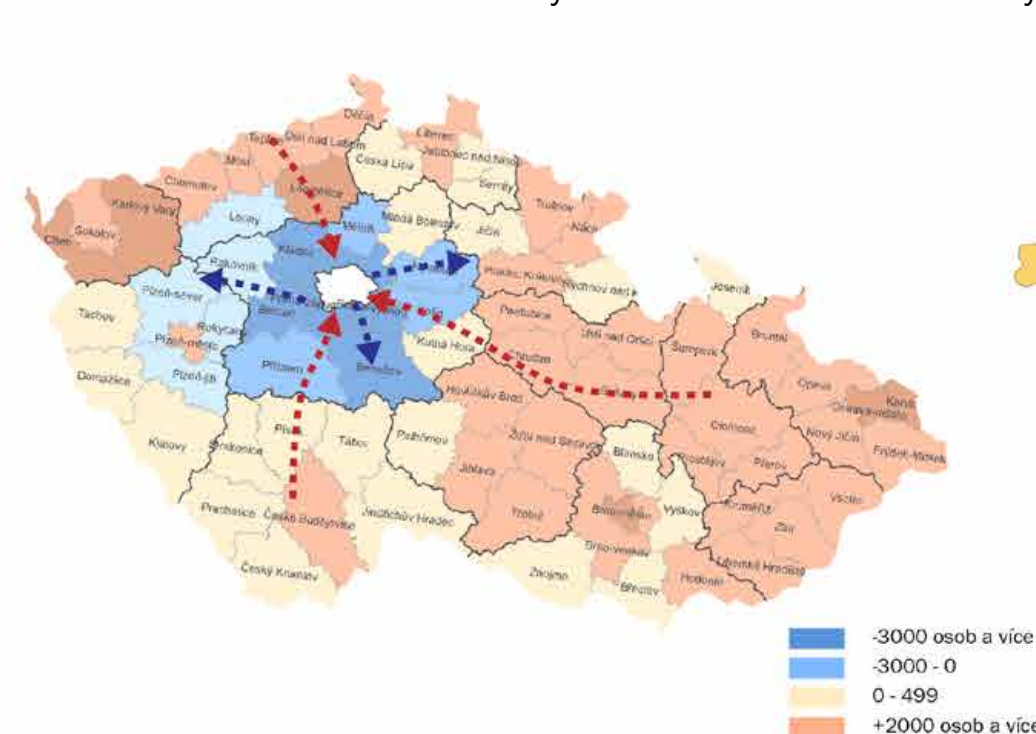 Děčín
Teplice
Ústí nad Labem
Liberec
Jablonec nad Nisou
Most
Česká Lípa
Chomutov
Litoměřice
Semily
Karlovy Vary
Louny
Mělník
Mladá Boleslav
Trutnov
Sokolov
Jičín
Náchod
Cheb
Kladno
Rakovník
Hradec Králové
Rychnov nad
Jeseník
Plzeň-sever
Beroun
Kolín
Pardubice
Tachov
Rokycany
Ústí nad Orlicí
Šumperk
Bruntál
Plzeň-město
Kutná Hora
Chrudim
Plzeň-jih
Příbram
Benešov
Opava
Domažlice
Havlíčkův Brod
Karviná
Ostrava-město
Klatovy
Strakonice
Písek
Tábor
Pelhřimov
Žďár nad Sázavou
Olomouc
Nový Jičín
Blansko
Prostějov
Přerov
Frýdek-Místek
Jihlava
Vsetín
Prachatice
České Budějovice
Jindřichův Hradec
Třebíč
Brno-město
Vyškov
Kroměříž
Zlín
Brno-venkov
Český Krumlov
Znojmo
Břeclav
Hodonín
Uherské Hradiště
-3000 osob a více
-3000 - 0
0 - 499
+2000 osob a více